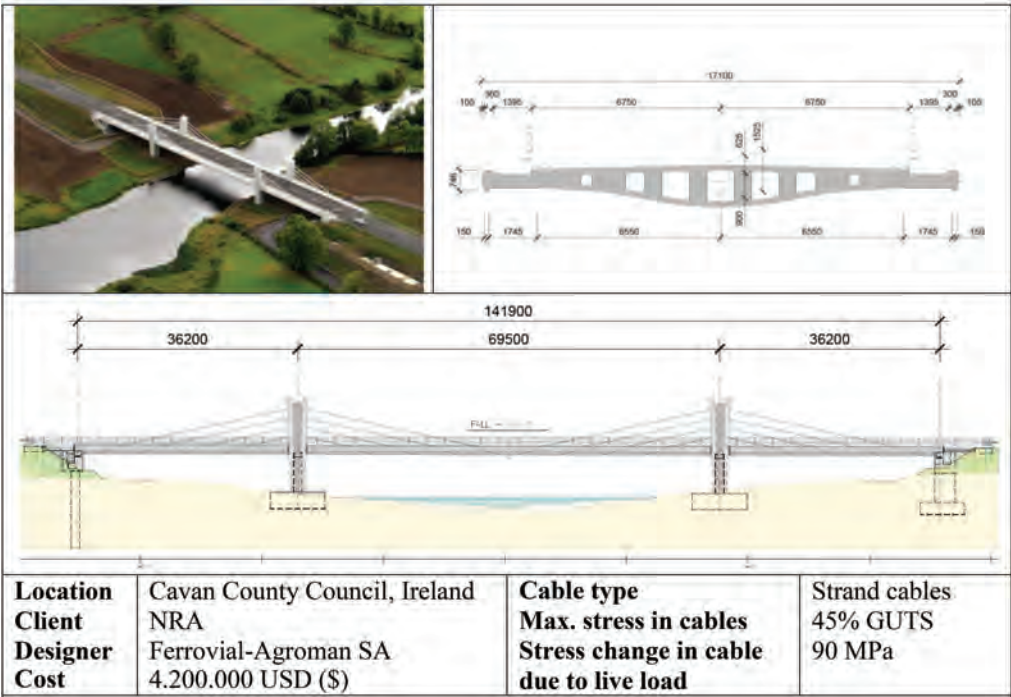 17100
100 360 1395 6750 6750 1395 300 100
746
625
1525
900
150 1745 6550 6550 1745 150
141900
36200 69500 36200
Location Cavan County Council, Ireland Cable type Strand cables
Client NRA Max. stress in cables 45% GUTS
Designer Ferrovial-Agroman SA Stress change in cable 90 MPa
Cost 4.200.000 USD ($) due to live load